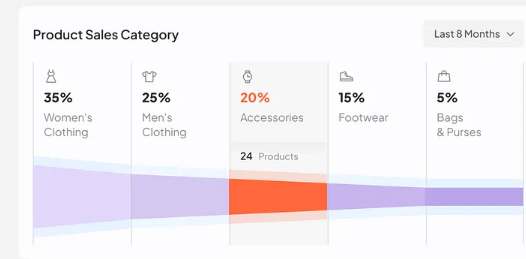 Product Sales Category
Last 8 Months
35%
Women's
Clothing
25%
Men's
Clothing
20%
Accessories
24 Products
15%
Footwear
5%
Bags
& Purses